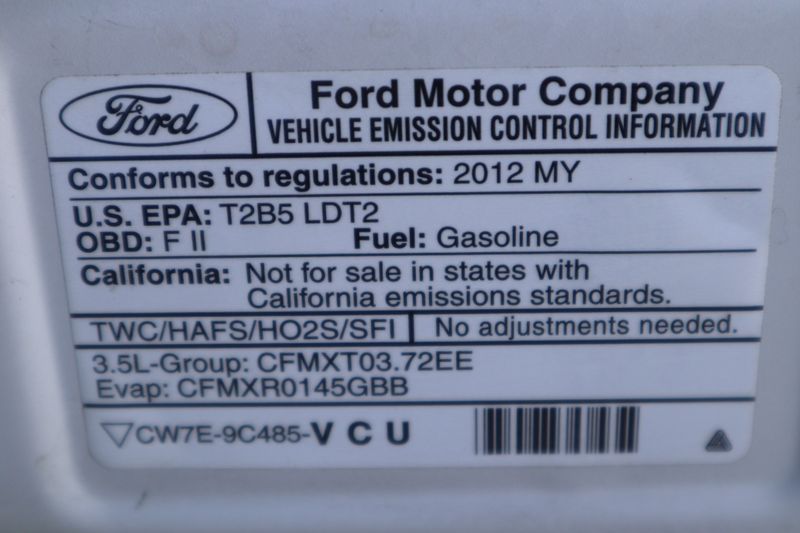 Ford
Ford Motor Company
VEHICLE EMISSION CONTROL INFORMATION
Conforms to regulations: 2012 MY
U.S. EPA: T2B5 LDT2
OBD: F II Fuel: Gasoline
California: Not for sale in states with
California emissions standards.
TWC/HAFS/HO2S/SFI No adjustments needed.
3.5L-Group: CFMXT03.72EE
Evap: CFMXR0145GBB
CW7E-9C485-V C U